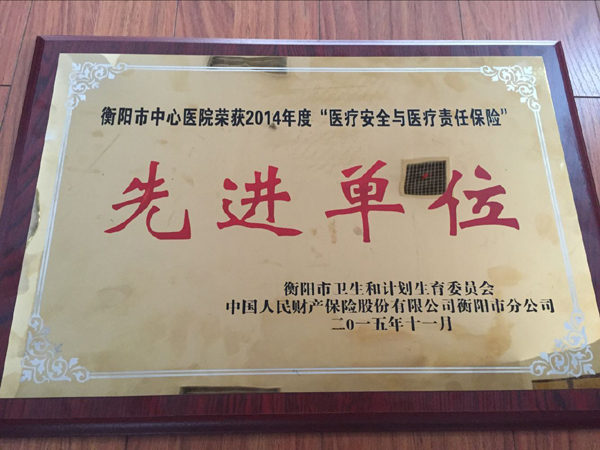 衡阳市中心医院荣获2014年度“医疗安全与医疗责任保险”
先进单位
衡阳市卫生和计划生育委员会
中国人民财产保险股份有限公司衡阳市分公司
二0一五年十一月